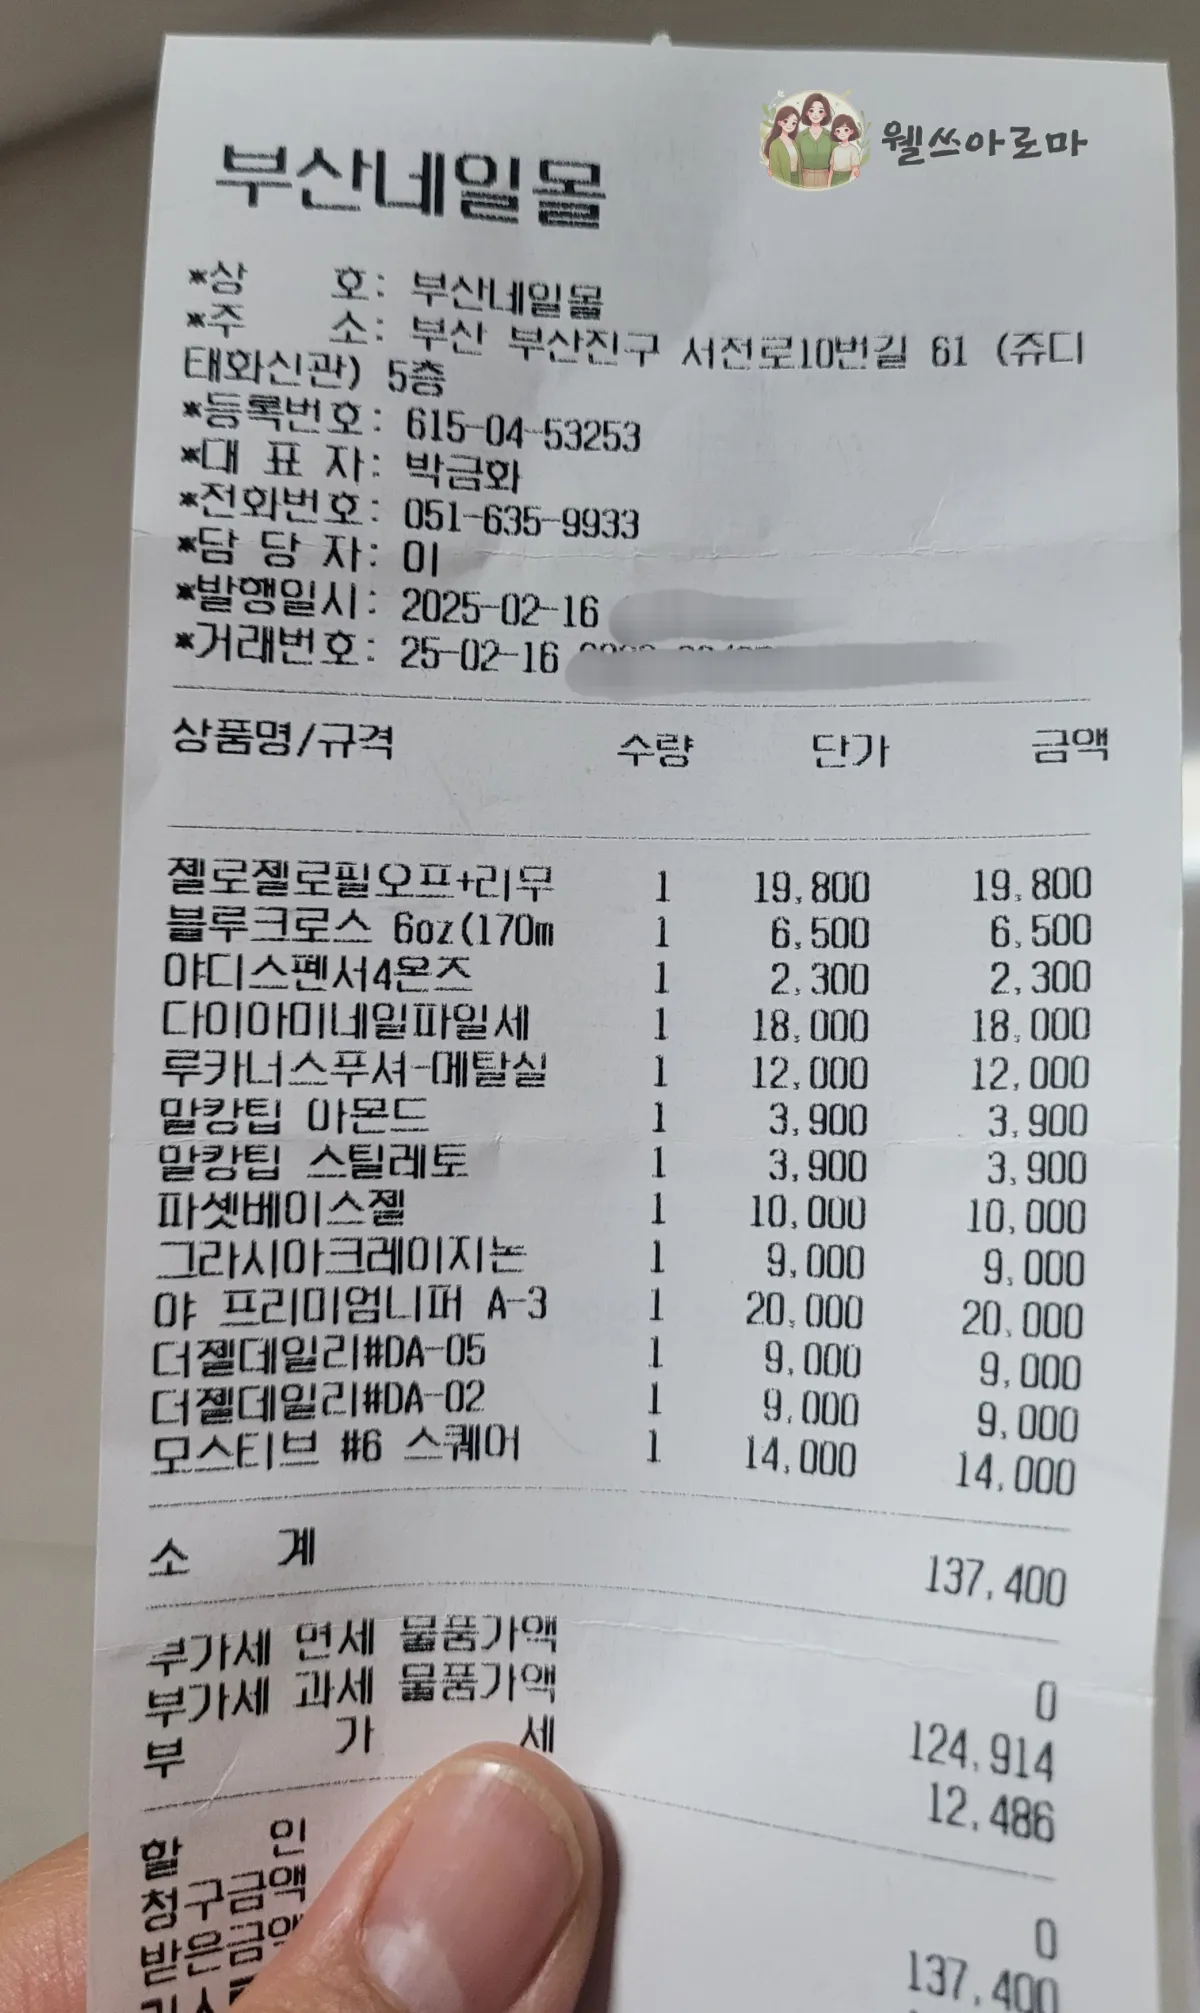 웰쓰아로마
부산네일몰
*상 호: 부산네일몰
*주 소: 부산 부산진구 서전로10번길 61 (쥬디
태화신관) 5층
*등록번호: 615-04-53253
*대 표 자: 박금화
*전화번호: 051-635-9933
*담 당 자: 이
*발행일시: 2025-02-16
*거래번호: 25-02-16
상품명/규격 수량 단가 금액
젤로젤로필오프+리무 1 19,800 19,800
블루크로스 6oz(170m 1 6,500 6,500
야디스펜서4온즈 1 2,300 2,300
다이아미네일파일세 1 18,000 18,000
루카너스푸셔-메탈실 1 12,000 12,000
말캉팁 아몬드 1 3,900 3,900
말캉팁 스틸레토 1 3,900 3,900
파셋베이스젤 1 10,000 10,000
그라시아크레이지논 1 9,000 9,000
야 프리미엄니퍼 A-3 1 20,000 20,000
더젤데일리#DA-05 1 9,000 9,000
더젤데일리#DA-02 1 9,000 9,000
모스티브 #6 스퀘어 1 14,000 14,000
소 계 137,400
부가세 면세 물품가액 0
부가세 과세 물품가액 124,914
부 가 세 12,486
할 인 0
청구금액 137,400
받은금액